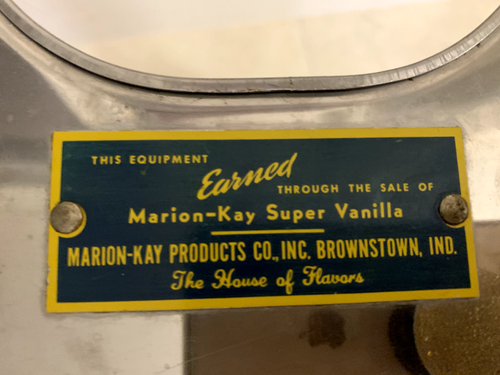 THIS EQUIPMENT
Earned
THROUGH THE SALE OF
Marion-Kay Super Vanilla
MARION-KAY PRODUCTS CO., INC. BROWNSTOWN, IND.
The House of Flavors